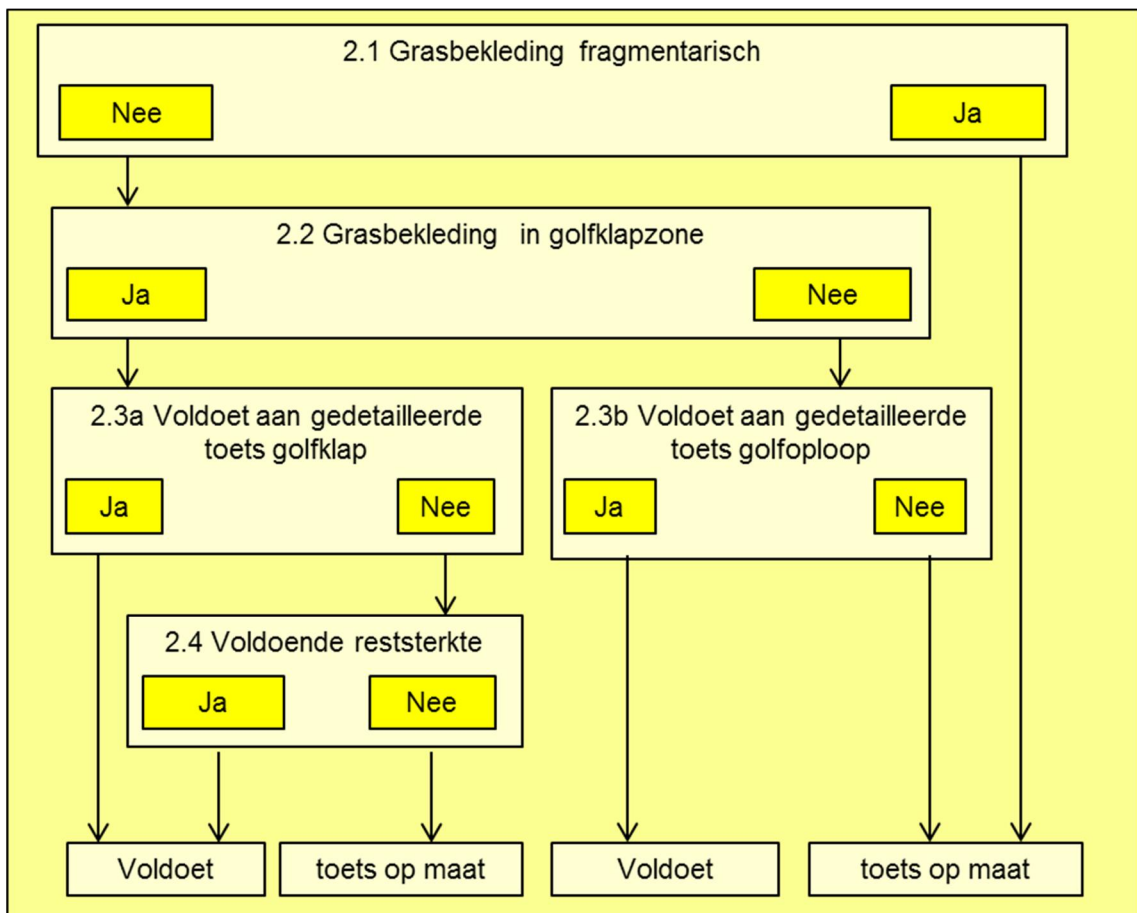 2.1 Grasbekleding fragmentarisch
Nee
Ja
2.2 Grasbekleding in golfklapzone
Ja
Nee
2.3a Voldoet aan gedetailleerde
toets golfklap
Ja
Nee
2.3b Voldoet aan gedetailleerde
toets golfoploop
Ja
Nee
2.4 Voldoende reststerkte
Ja
Nee
Voldoet
toets op maat
Voldoet
toets op maat